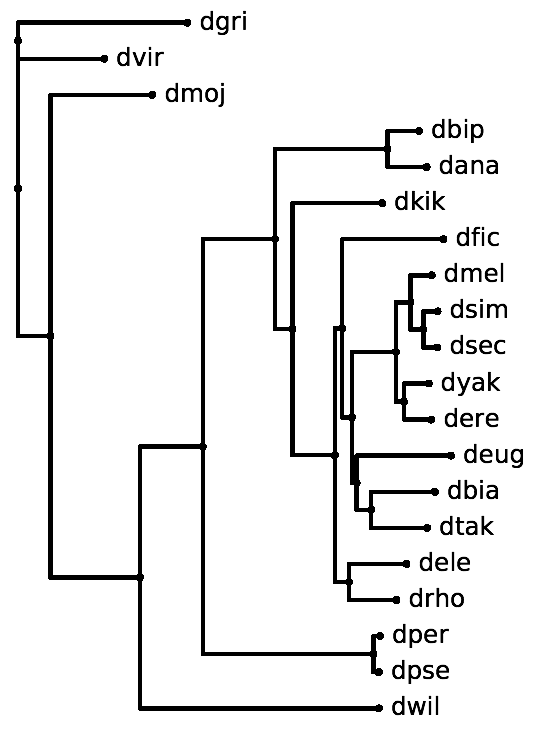 dgri
dvir
dmoj
dbip
dana
dkik
dfic
dmel
dsim
dsec
dyak
dere
deug
dbia
dtak
dele
drho
dper
dpse
dwil